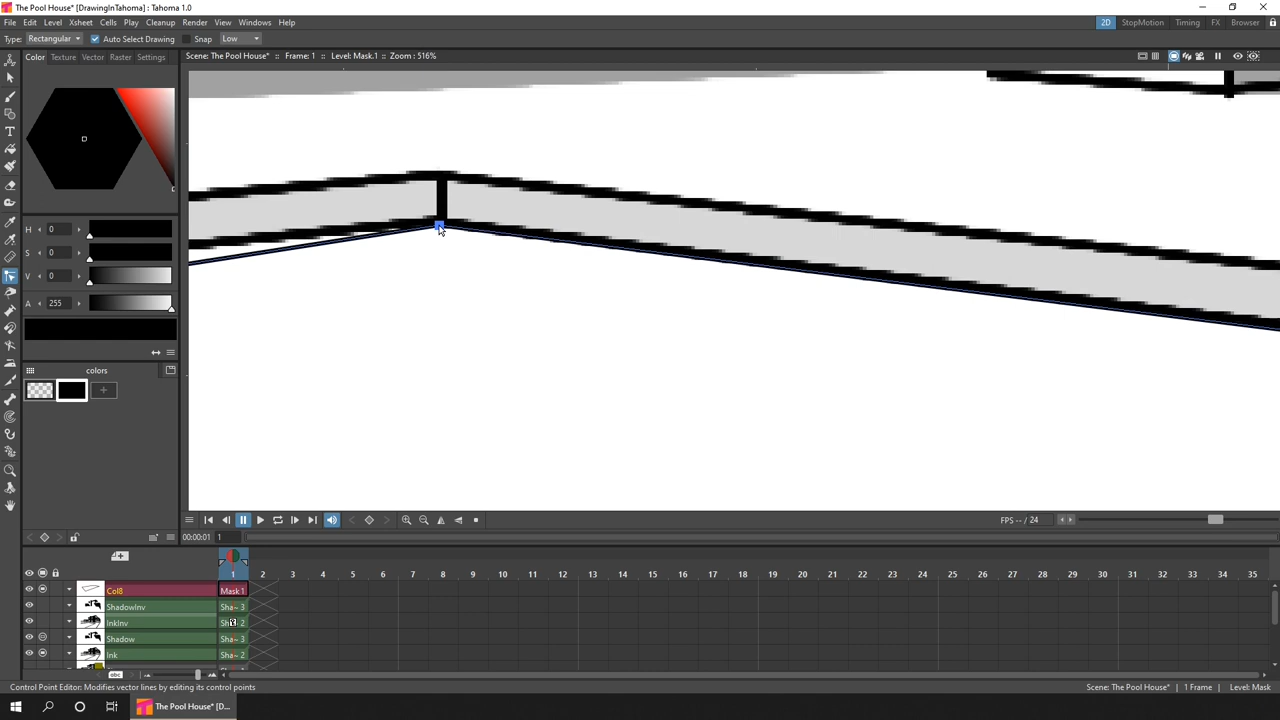 The Pool House* [DrawingInTahoma] : Tahoma 1.0
File Edit Level Xsheet Cells Play Cleanup Render View Windows Help
2D StopMotion Timing FX Browser
Type: Rectangular Auto Select Drawing Snap Low
Color Texture Vector Raster Settings
Scene: The Pool House* :: Frame: 1 :: Level: Mask.1 :: Zoom : 516%
H 0
S 0
V 0
A 255
colors
FPS -- / 24
00:00:01 1
1 2 3 4 5 6 7 8 9 10 11 12 13 14 15 16 17 18 19 20 21 22 23 24 25 26 27 28 29 30 31 32 33 34 35
Col8 Mask 1
ShadowInv Sha~ 3
InkInv 2
Shadow Sha~ 3
Ink Sha~ 2
abc
Control Point Editor: Modifies vector lines by editing its control points
Scene: The Pool House* | 1 Frame | Level: Mask
The Pool House* [D...